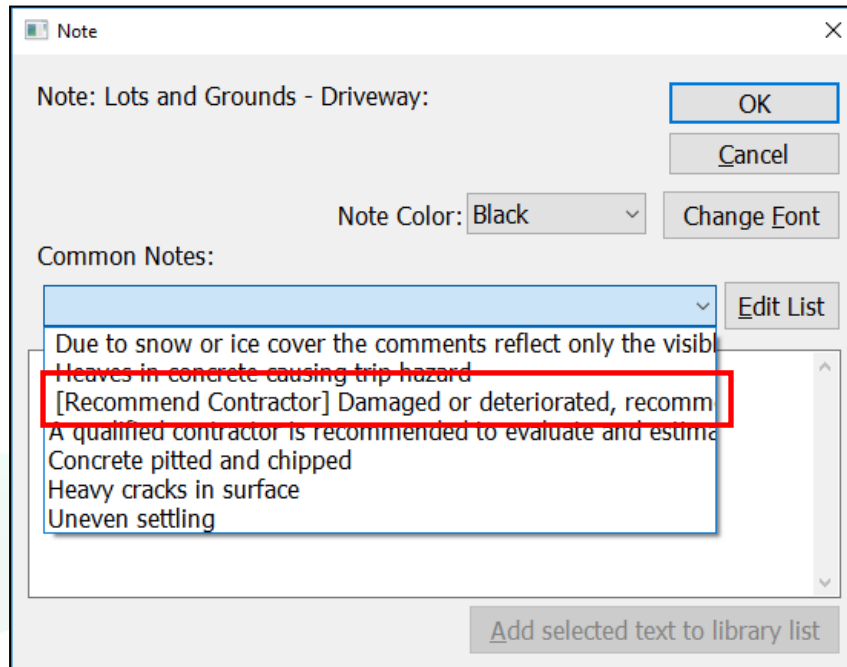 Note
Note: Lots and Grounds - Driveway:
OK
Cancel
Note Color: Black
Change Font
Common Notes:
Edit List
Due to snow or ice cover the comments reflect only the visibl
Heaves in concrete causing trip hazard
[Recommend Contractor] Damaged or deteriorated, recomm
A qualified contractor is recommended to evaluate and estima
Concrete pitted and chipped
Heavy cracks in surface
Uneven settling
Add selected text to library list